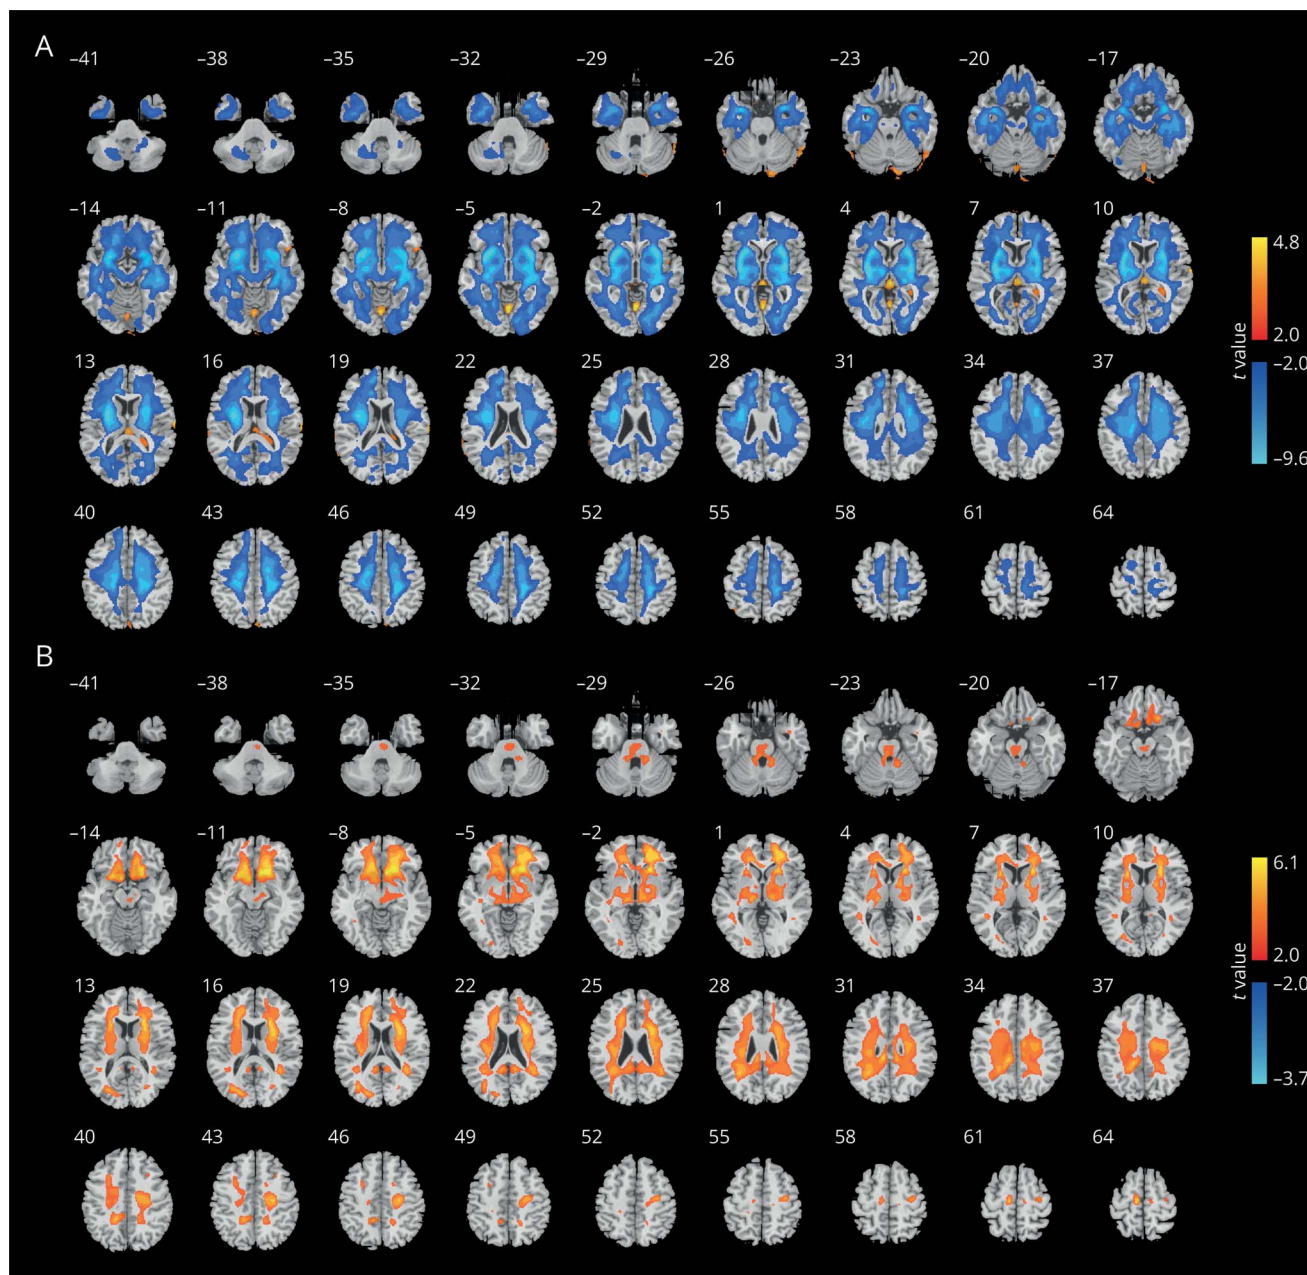 A
–41 –38 –35 –32 –29 –26 –23 –20 –17
–14 –11 –8 –5 –2 1 4 7 10
4.8
2.0
t value
–2.0
–9.6
13 16 19 22 25 28 31 34 37
40 43 46 49 52 55 58 61 64
B
–41 –38 –35 –32 –29 –26 –23 –20 –17
–14 –11 –8 –5 –2 1 4 7 10
6.1
2.0
t value
–2.0
–3.7
13 16 19 22 25 28 31 34 37
40 43 46 49 52 55 58 61 64